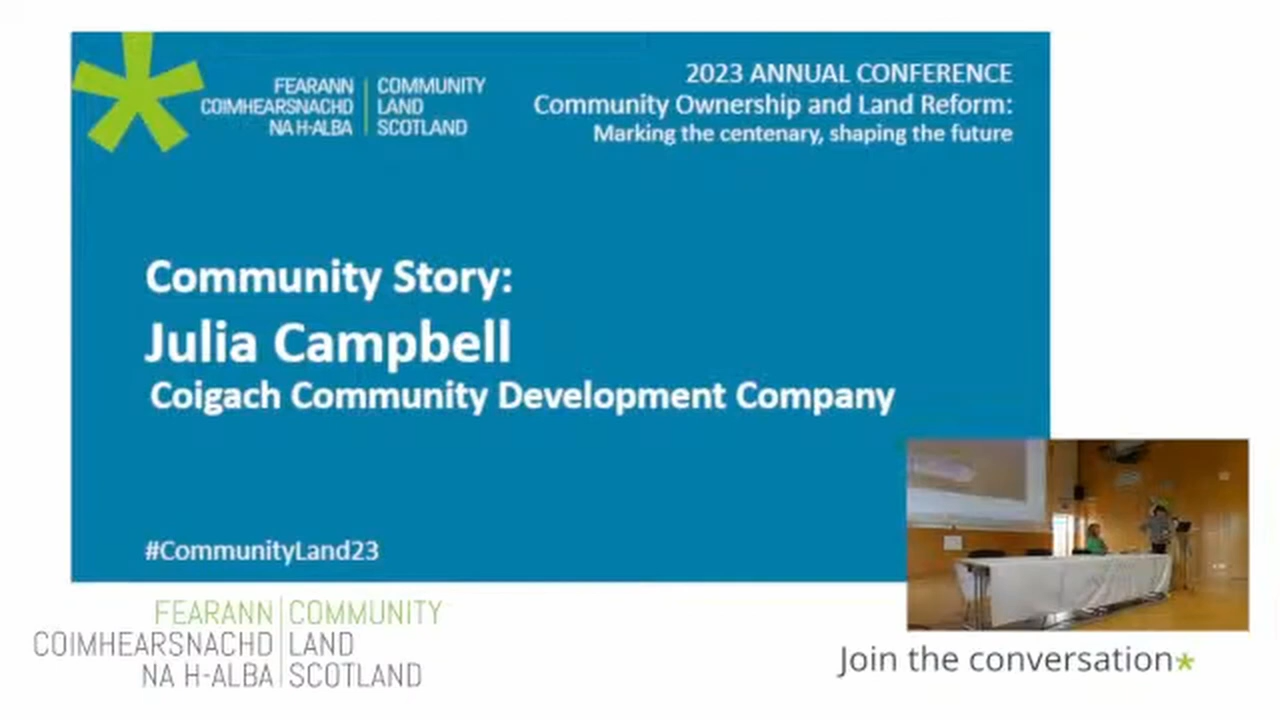 FEARANN COMMUNITY
COIMHEARSNACHD LAND
NA H-ALBA SCOTLAND
2023 ANNUAL CONFERENCE
Community Ownership and Land Reform:
Marking the centenary, shaping the future
Community Story:
Julia Campbell
Coigach Community Development Company
#CommunityLand23
FEARANN COMMUNITY
COIMHEARSNACHD LAND
NA H-ALBA SCOTLAND
Join the conversation*